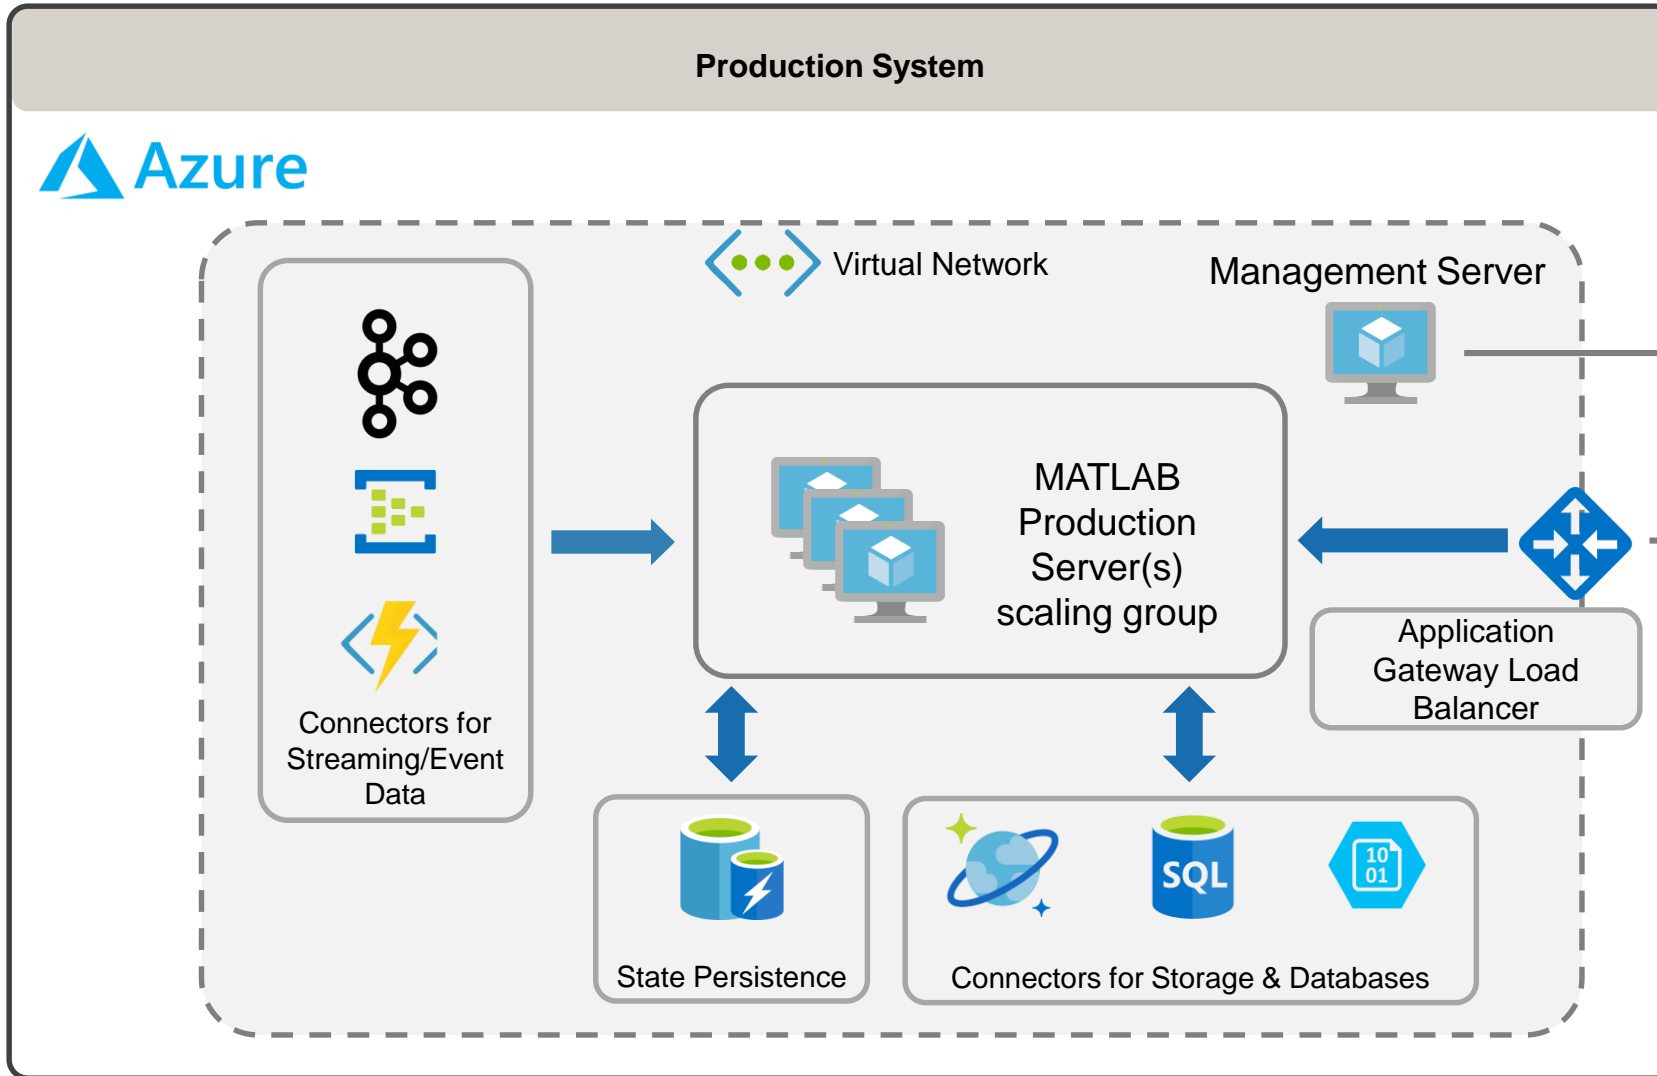 Production System
Azure
Virtual Network
Management Server
MATLAB
Production
Server(s)
scaling group
Application
Gateway Load
Balancer
Connectors for
Streaming/Event
Data
State Persistence
SQL
10
01
Connectors for Storage & Databases